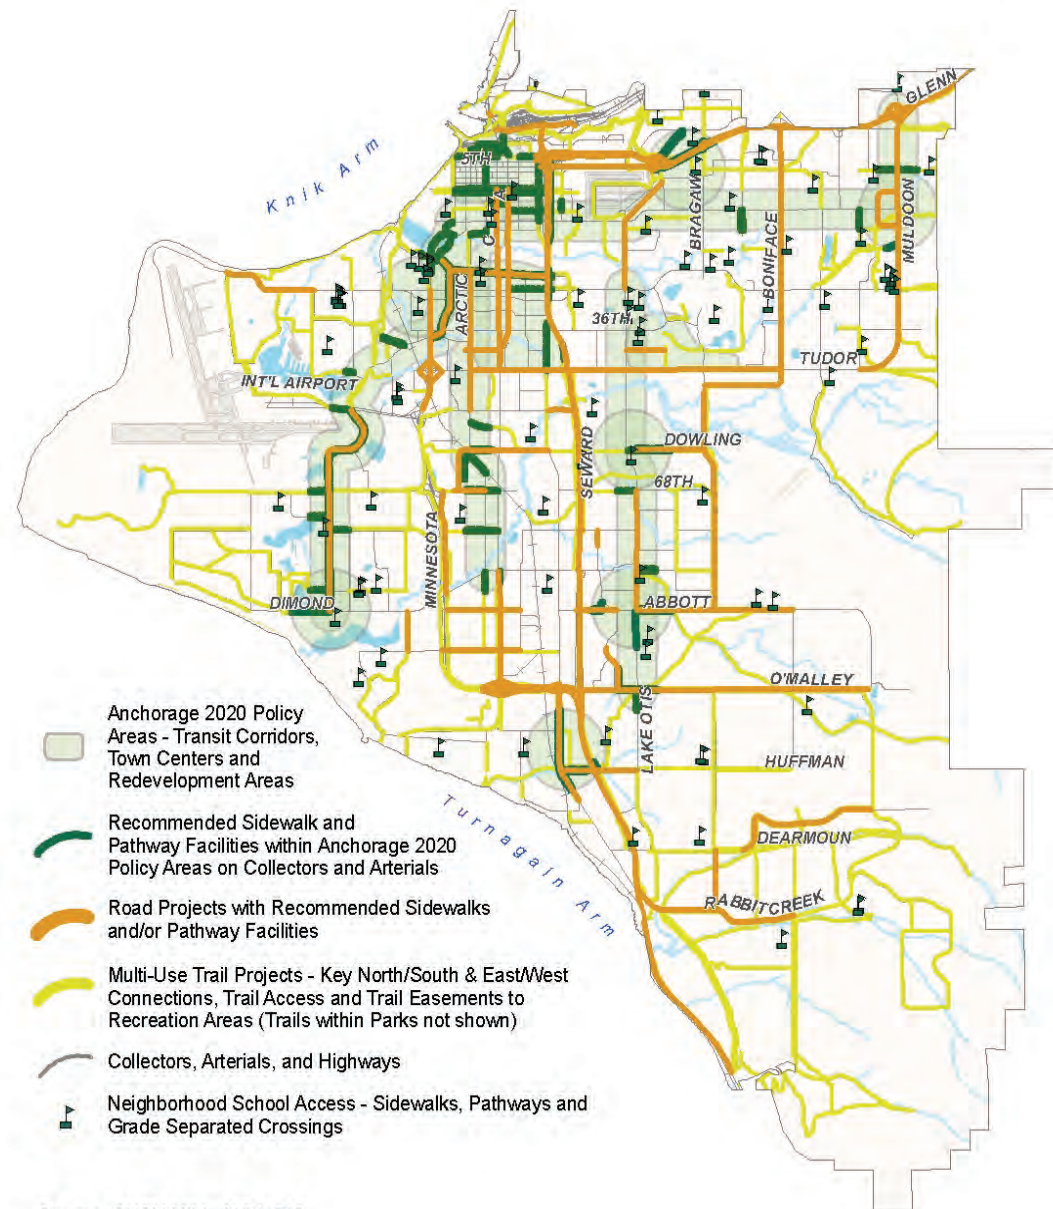 GLENN
Knik Arm
5TH
C
A
BRAGAW
BONIFACE
MULDOON
ARCTIC
36TH
TUDOR
INT'L AIRPORT
SEWARD
DOWLING
68TH
MINNESOTA
DIMOND
ABBOTT
O'MALLEY
LAKE OTIS
HUFFMAN
DEARMOUN
RABBITCREEK
Turnagain Arm
Anchorage 2020 Policy
Areas - Transit Corridors,
Town Centers and
Redevelopment Areas
Recommended Sidewalk and
Pathway Facilities within Anchorage 2020
Policy Areas on Collectors and Arterials
Road Projects with Recommended Sidewalks
and/or Pathway Facilities
Multi-Use Trail Projects - Key North/South & East/West
Connections, Trail Access and Trail Easements to
Recreation Areas (Trails within Parks not shown)
Collectors, Arterials, and Highways
Neighborhood School Access - Sidewalks, Pathways and
Grade Separated Crossings